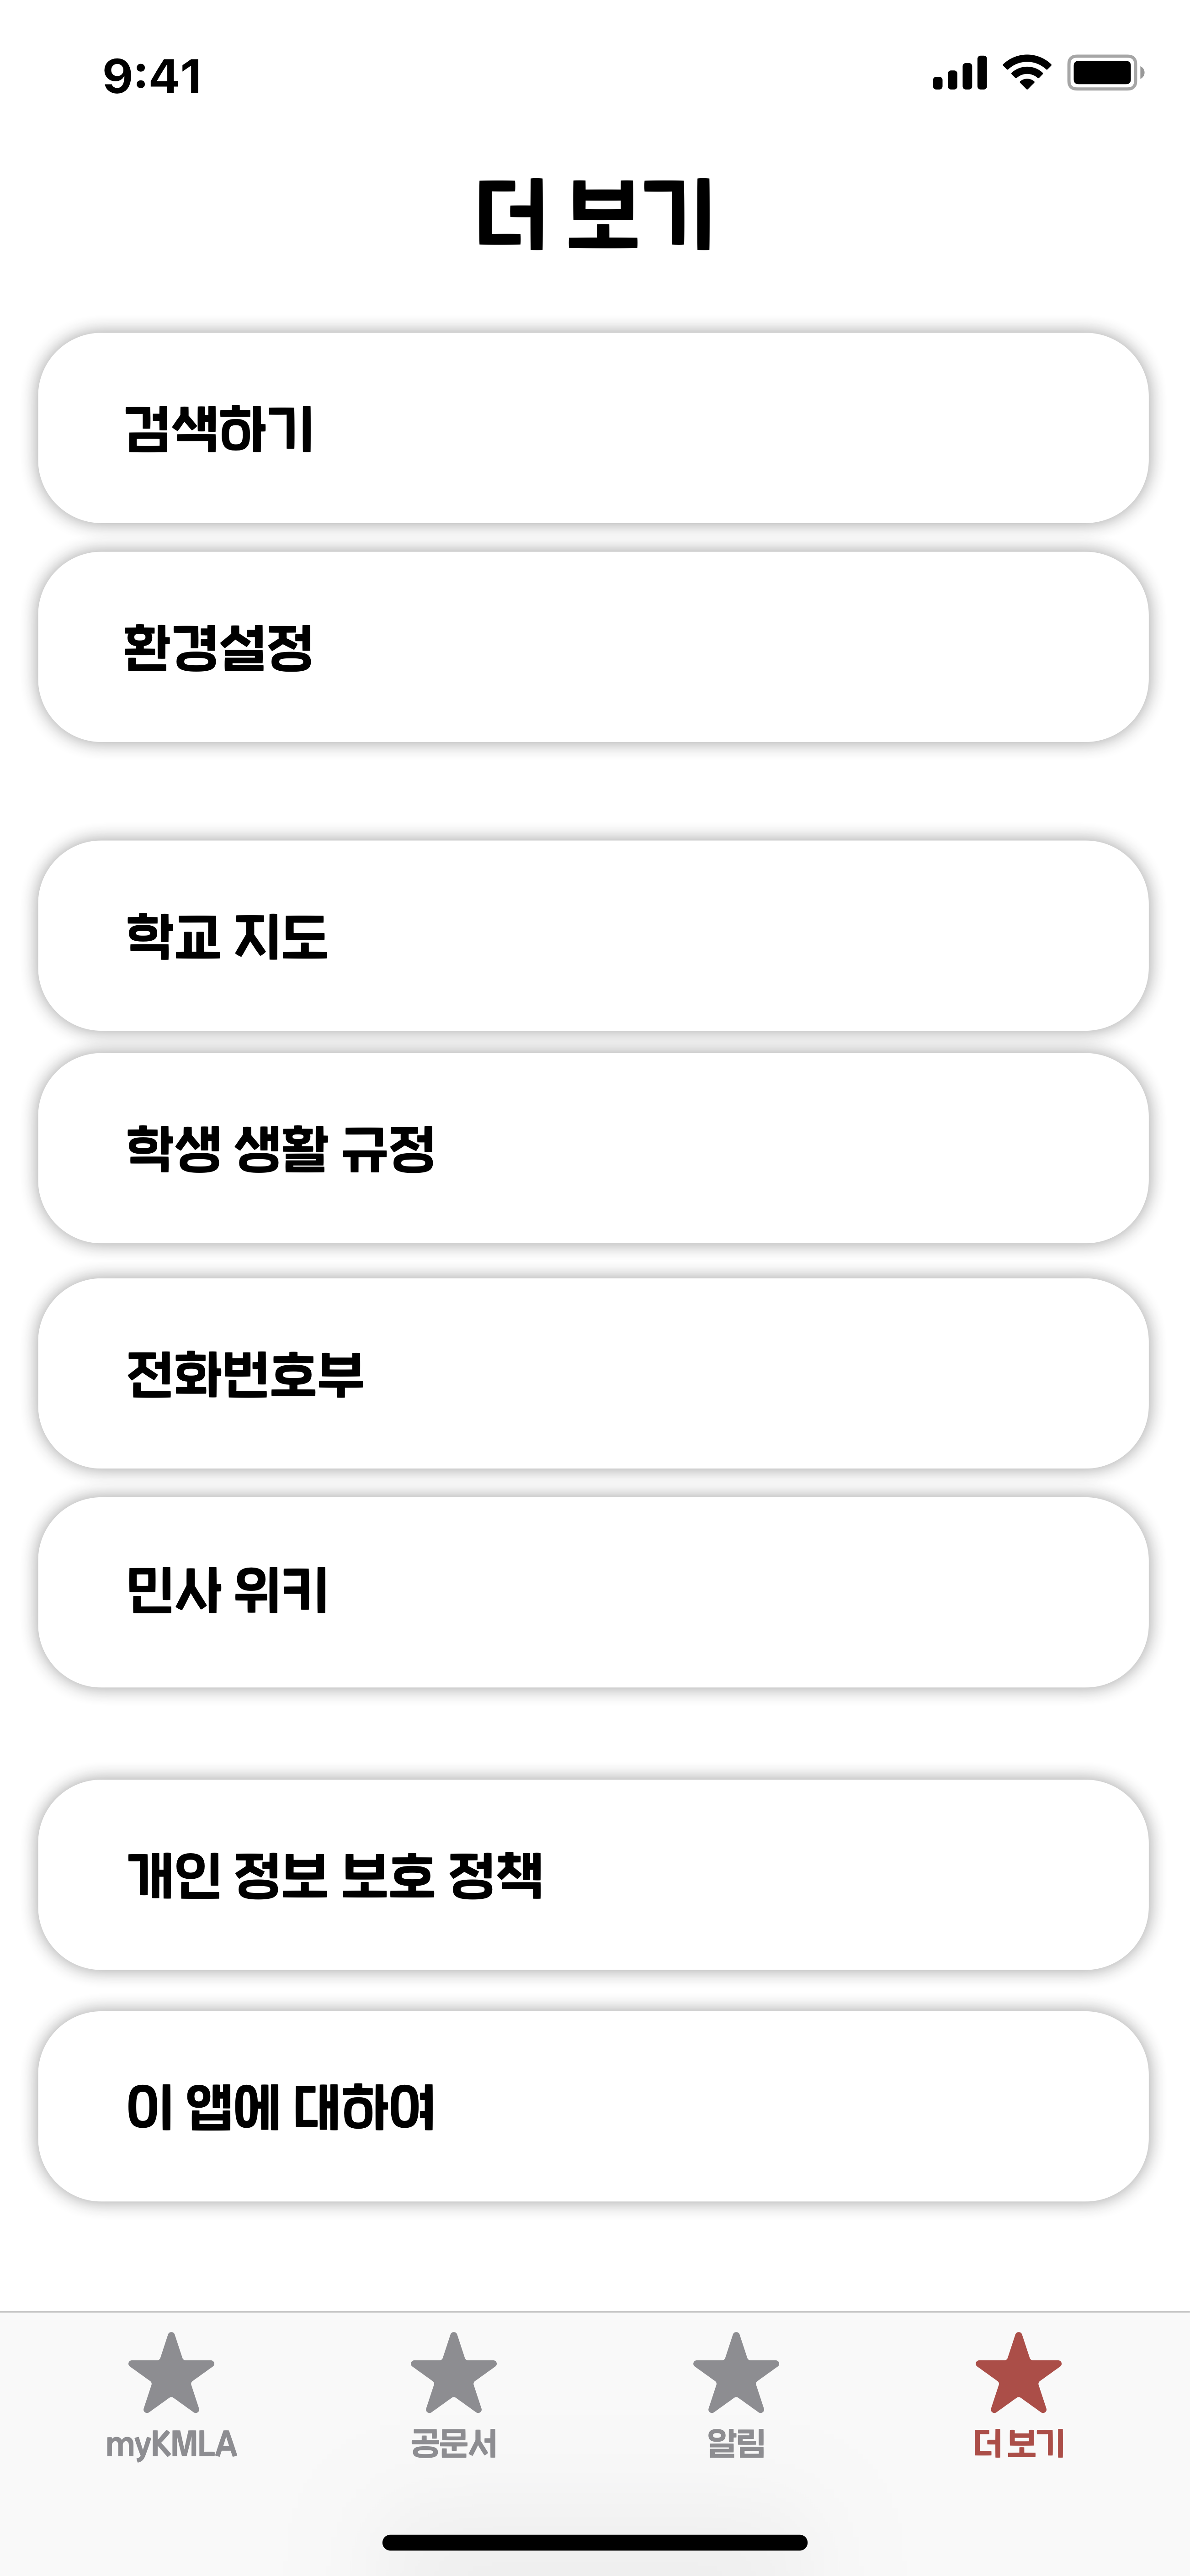 9:41
더 보기
검색하기
환경설정
학교 지도
학생 생활 규정
전화번호부
민사 위키
개인 정보 보호 정책
이 앱에 대하여
myKMLA
공문서
알림
더 보기